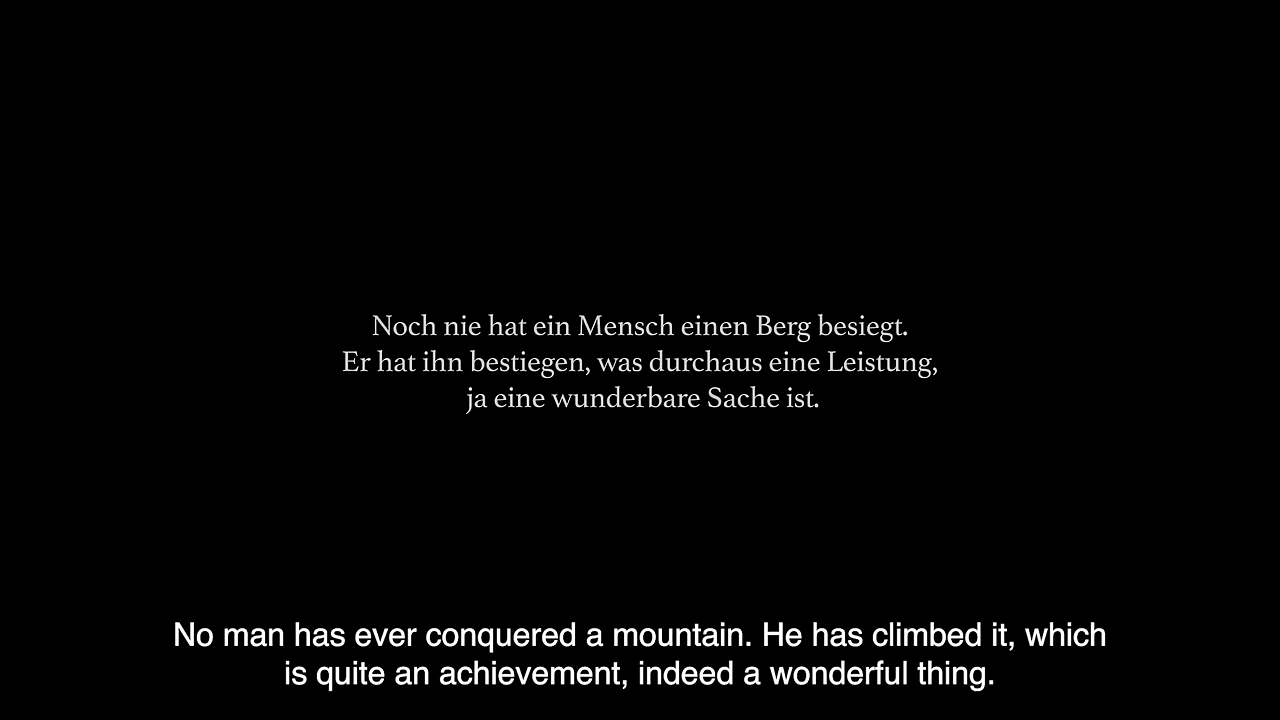 Noch nie hat ein Mensch einen Berg besiegt.
Er hat ihn bestiegen, was durchaus eine Leistung,
ja eine wunderbare Sache ist.
No man has ever conquered a mountain. He has climbed it, which
is quite an achievement, indeed a wonderful thing.